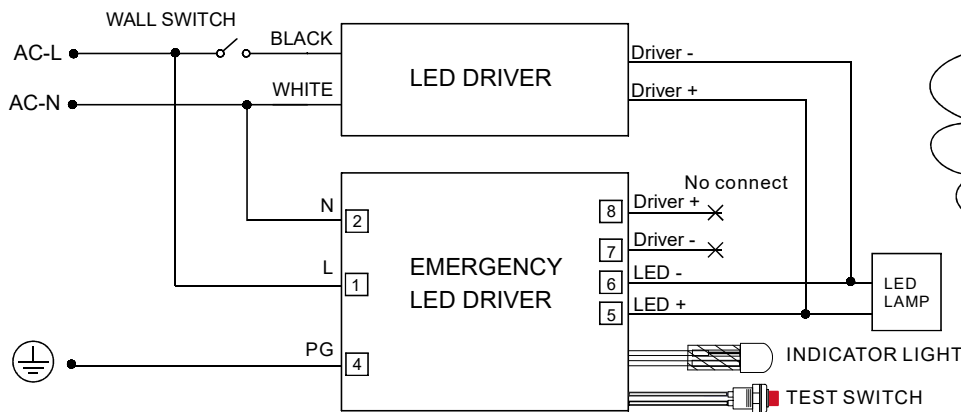 WALL SWITCH
AC-L
BLACK
AC-N
WHITE
LED DRIVER
Driver -
Driver +
No connect
N
2
L
1
PG
4
EMERGENCY
LED DRIVER
8
Driver +
7
Driver -
6
LED -
5
LED +
LED
LAMP
INDICATOR LIGHT
TEST SWITCH